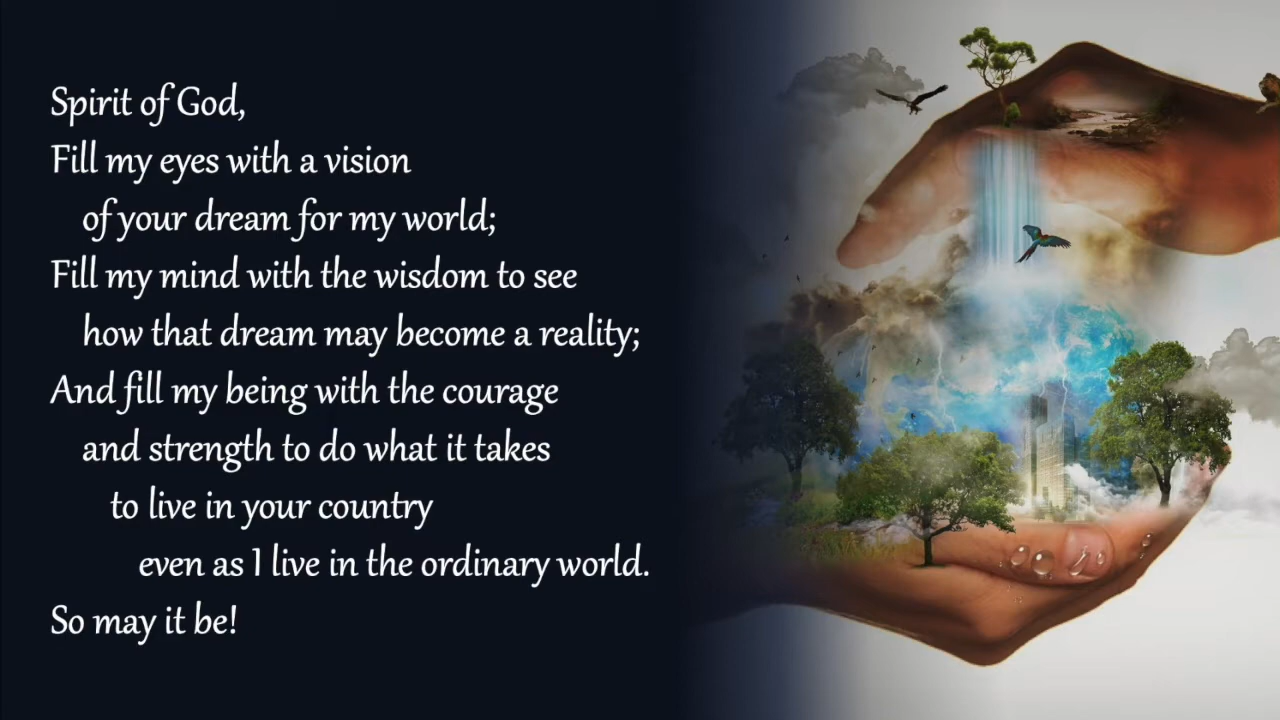 Spirit of God,
Fill my eyes with a vision
of your dream for my world;
Fill my mind with the wisdom to see
how that dream may become a reality;
And fill my being with the courage
and strength to do what it takes
to live in your country
even as I live in the ordinary world.
So may it be!